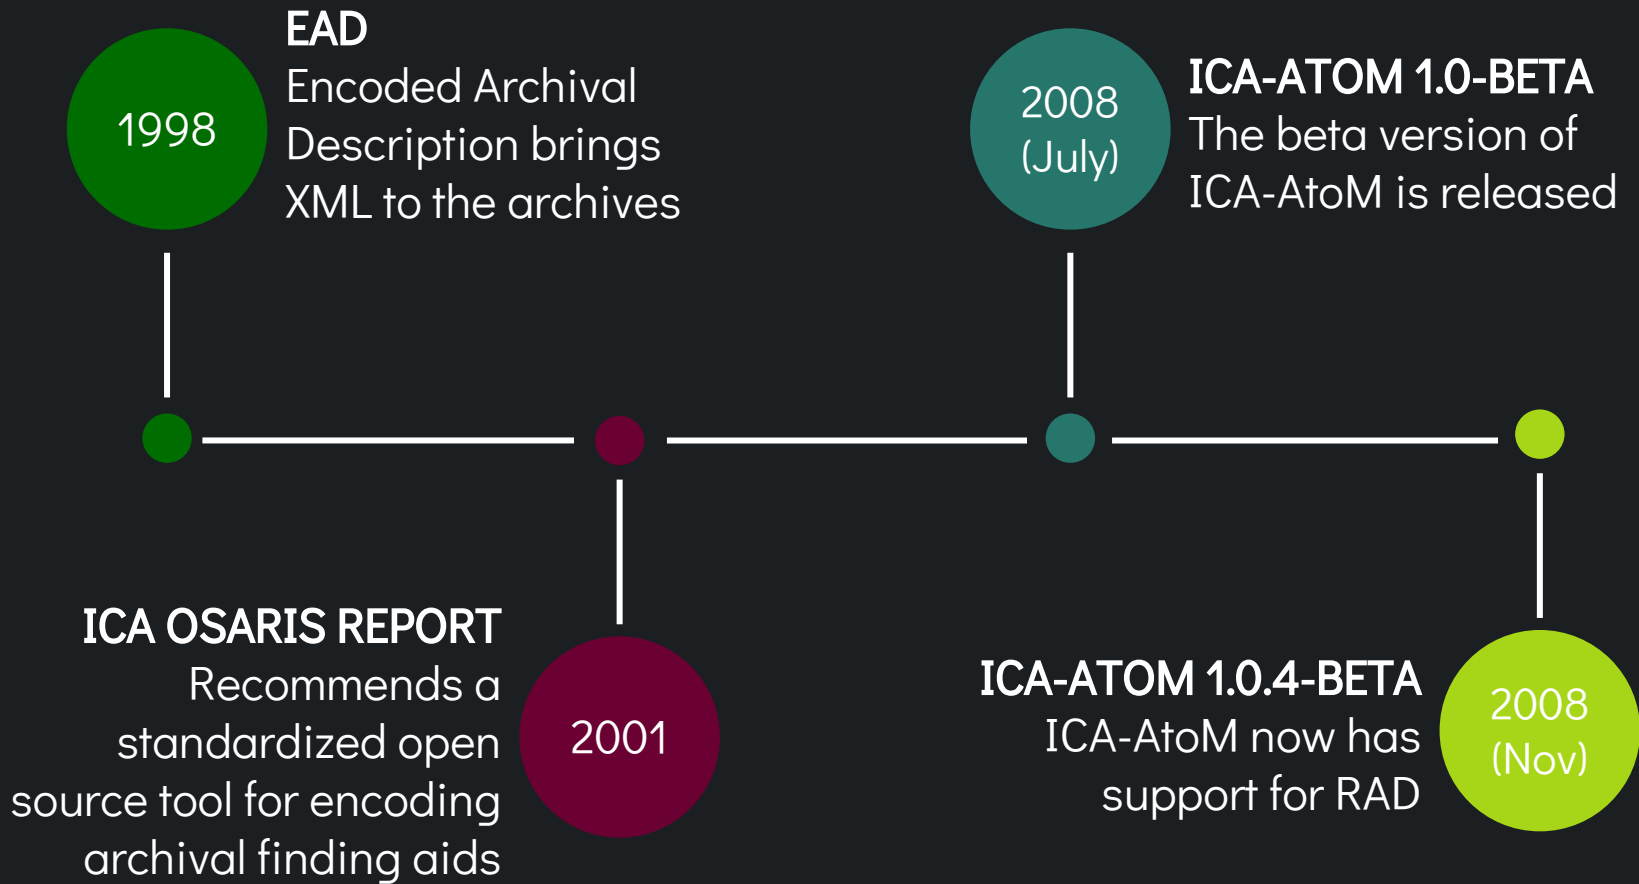 1998
EAD
Encoded Archival
Description brings
XML to the archives
ICA OSARIS REPORT
Recommends a
standardized open
source tool for encoding
archival finding aids
2001
2008
(July)
ICA-ATOM 1.0-BETA
The beta version of
ICA-AtoM is released
ICA-ATOM 1.0.4-BETA
ICA-AtoM now has
support for RAD
2008
(Nov)